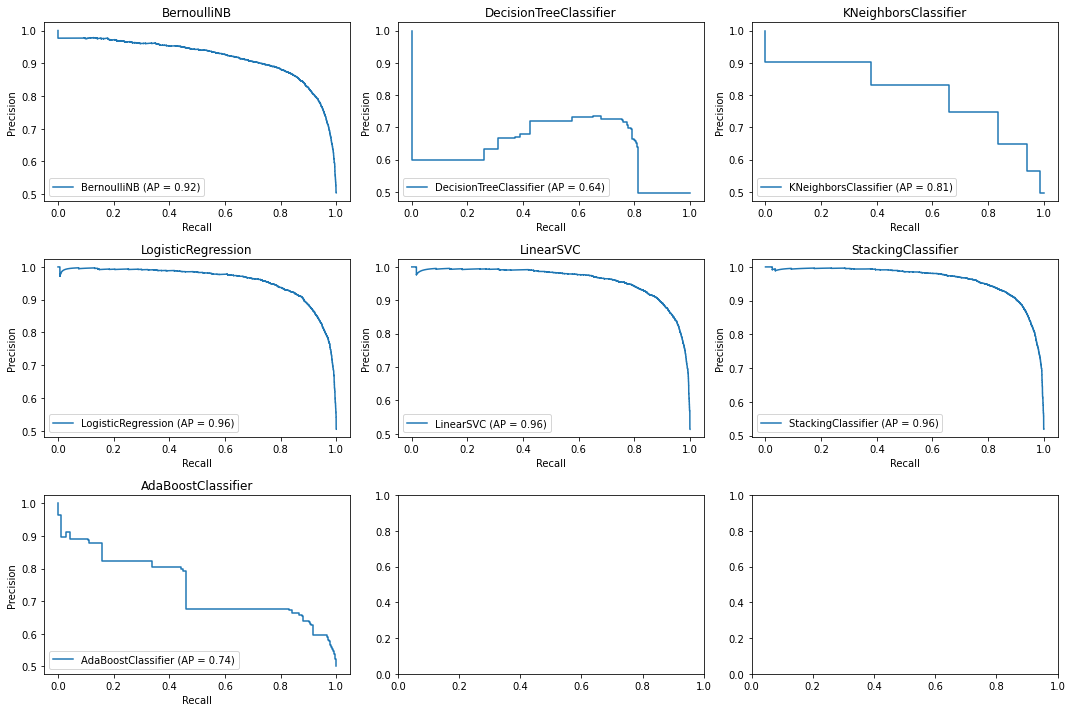 BernoulliNB
1.0
0.9
0.8
0.7
0.6
0.5
Precision
BernoulliNB (AP = 0.92)
0.0 0.2 0.4 0.6 0.8 1.0
Recall
DecisionTreeClassifier
1.0
0.9
0.8
0.7
0.6
0.5
Precision
DecisionTreeClassifier (AP = 0.64)
0.0 0.2 0.4 0.6 0.8 1.0
Recall
KNeighborsClassifier
1.0
0.9
0.8
0.7
0.6
0.5
Precision
KNeighborsClassifier (AP = 0.81)
0.0 0.2 0.4 0.6 0.8 1.0
Recall
LogisticRegression
1.0
0.9
0.8
0.7
0.6
0.5
Precision
LogisticRegression (AP = 0.96)
0.0 0.2 0.4 0.6 0.8 1.0
Recall
LinearSVC
1.0
0.9
0.8
0.7
0.6
0.5
Precision
LinearSVC (AP = 0.96)
0.0 0.2 0.4 0.6 0.8 1.0
Recall
StackingClassifier
1.0
0.9
0.8
0.7
0.6
0.5
Precision
StackingClassifier (AP = 0.96)
0.0 0.2 0.4 0.6 0.8 1.0
Recall
AdaBoostClassifier
1.0
0.9
0.8
0.7
0.6
0.5
Precision
AdaBoostClassifier (AP = 0.74)
0.0 0.2 0.4 0.6 0.8 1.0
Recall
1.0
0.8
0.6
0.4
0.2
0.0
0.0 0.2 0.4 0.6 0.8 1.0
1.0
0.8
0.6
0.4
0.2
0.0
0.0 0.2 0.4 0.6 0.8 1.0